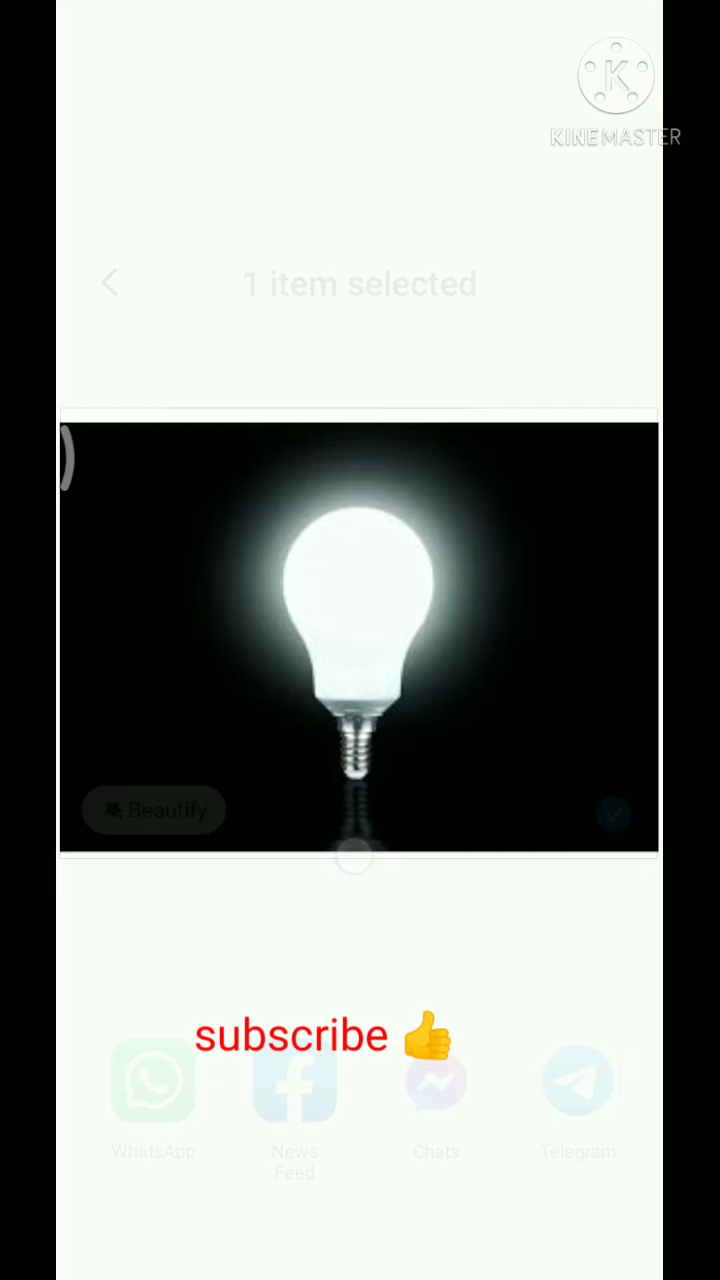 K
KINEMASTER
1 item selected
Beautify
subscribe 👍
WhatsApp
News
Feed
Chats
Telegram